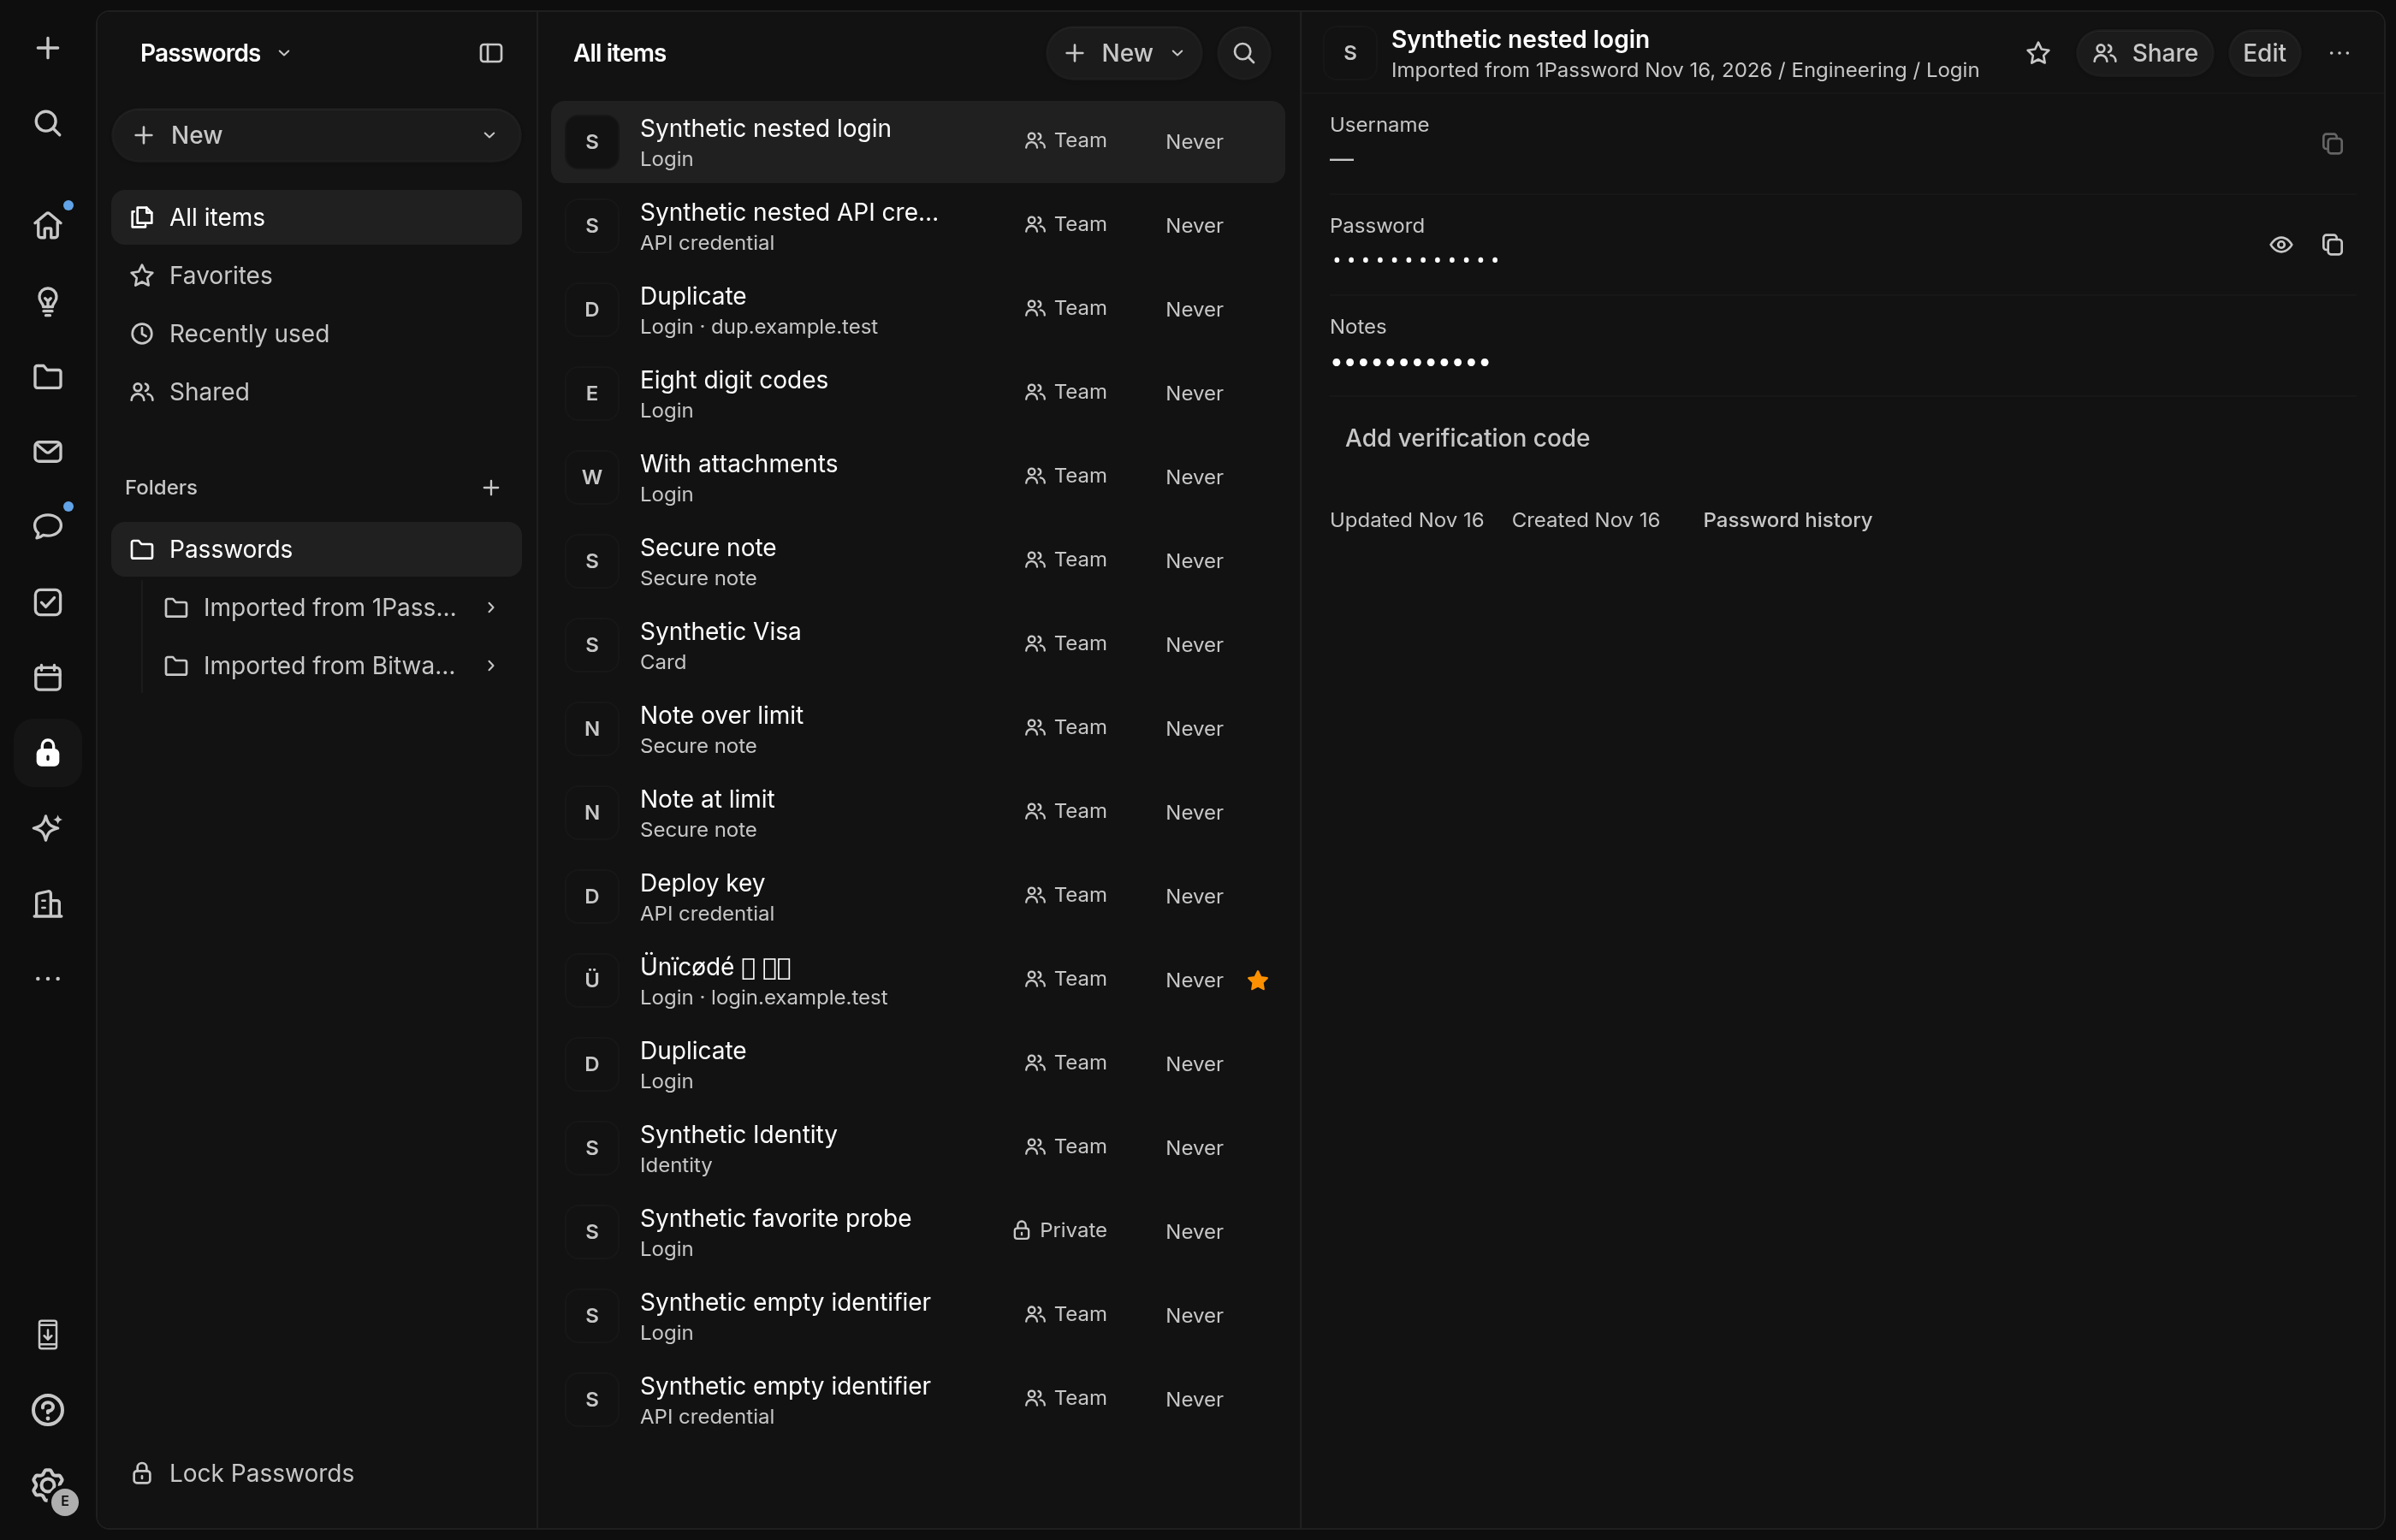 Passwords
New
All items
Favorites
Recently used
Shared
Folders
Passwords
Imported from 1Pass...
Imported from Bitwa...
Lock Passwords
E
All items
New
S
Synthetic nested login
Login
Team
Never
S
Synthetic nested API cre...
API credential
Team
Never
D
Duplicate
Login · dup.example.test
Team
Never
E
Eight digit codes
Login
Team
Never
W
With attachments
Login
Team
Never
S
Secure note
Secure note
Team
Never
S
Synthetic Visa
Card
Team
Never
N
Note over limit
Secure note
Team
Never
N
Note at limit
Secure note
Team
Never
D
Deploy key
API credential
Team
Never
Ü
Ünïcødé
Login · login.example.test
Team
Never
D
Duplicate
Login
Team
Never
S
Synthetic Identity
Identity
Team
Never
S
Synthetic favorite probe
Login
Private
Never
S
Synthetic empty identifier
Login
Team
Never
S
Synthetic empty identifier
API credential
Team
Never
S
Synthetic nested login
Imported from 1Password Nov 16, 2026 / Engineering / Login
Share
Edit
Username
—
Password
••••••••••••
Notes
••••••••••••
Add verification code
Updated Nov 16
Created Nov 16
Password history